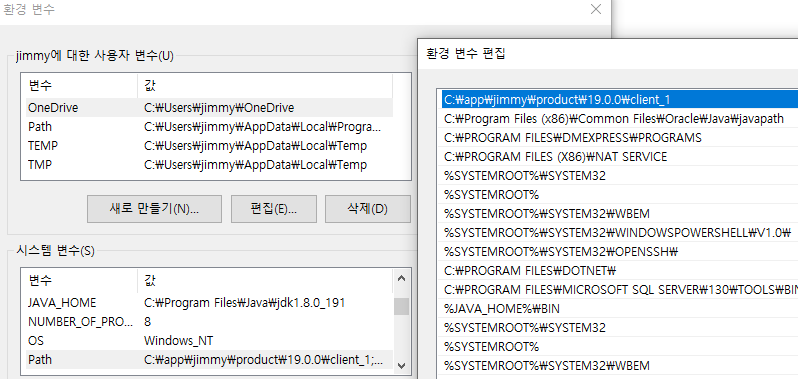 환경 변수
jimmy에 대한 사용자 변수(U)
변수 값
OneDrive C:₩Users₩jimmy₩OneDrive
Path C:₩Users₩jimmy₩AppData₩Local₩Progra...
TEMP C:₩Users₩jimmy₩AppData₩Local₩Temp
TMP C:₩Users₩jimmy₩AppData₩Local₩Temp
새로 만들기(N)... 편집(E)... 삭제(D)
시스템 변수(S)
변수 값
JAVA_HOME C:₩Program Files₩Java₩jdk1.8.0_191
NUMBER_OF_PRO... 8
OS Windows_NT
Path C:₩app₩jimmy₩product₩19.0.0₩client_1;...
환경 변수 편집
C:₩app₩jimmy₩product₩19.0.0₩client_1
C:₩Program Files (x86)₩Common Files₩Oracle₩Java₩javapath
C:₩PROGRAM FILES₩DMEXPRESS₩PROGRAMS
C:₩PROGRAM FILES (X86)₩NAT SERVICE
%SYSTEMROOT%₩SYSTEM32
%SYSTEMROOT%
%SYSTEMROOT%₩SYSTEM32₩WBEM
%SYSTEMROOT%₩SYSTEM32₩WINDOWSPOWERSHELL₩V1.0₩
%SYSTEMROOT%₩SYSTEM32₩OPENSSH₩
C:₩PROGRAM FILES₩DOTNET₩
C:₩PROGRAM FILES₩MICROSOFT SQL SERVER₩130₩TOOLS₩BIN
%JAVA_HOME%₩BIN
%SYSTEMROOT%₩SYSTEM32
%SYSTEMROOT%
%SYSTEMROOT%₩SYSTEM32₩WBEM